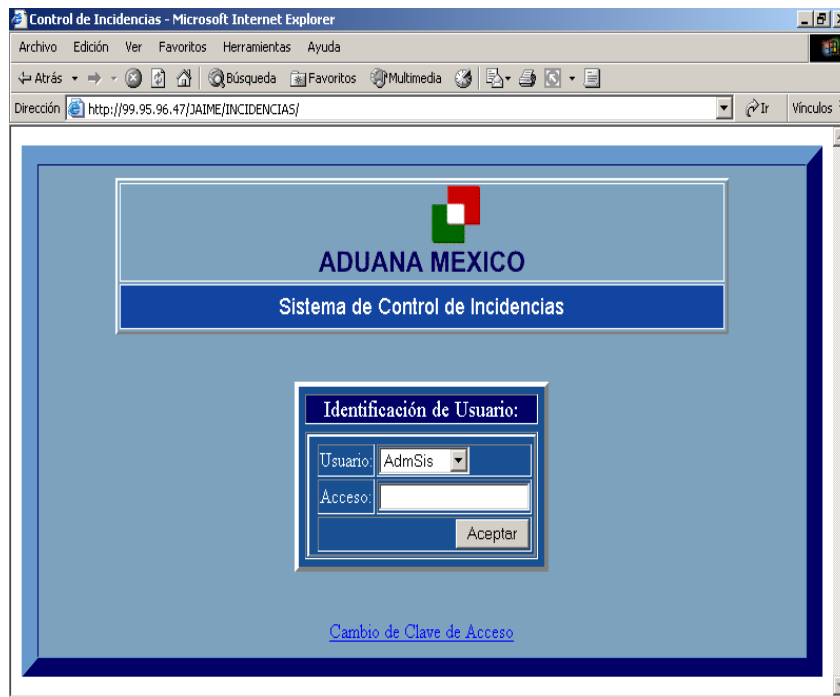 Control de Incidencias - Microsoft Internet Explorer
Archivo Edición Ver Favoritos Herramientas Ayuda
Atrás Búsqueda Favoritos Multimedia
Dirección http://99.95.96.47/JAIME/INCIDENCIAS/ Ir Vínculos
ADUANA MEXICO
Sistema de Control de Incidencias
Identificación de Usuario:
Usuario: AdmSis
Acceso:
Aceptar
Cambio de Clave de Acceso